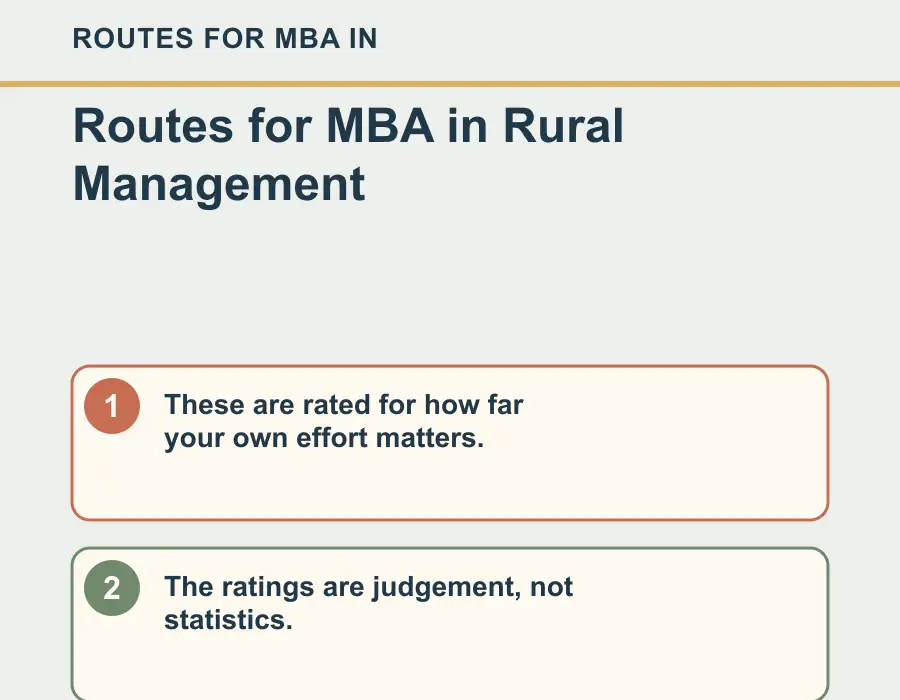 ROUTES FOR MBA IN
Routes for MBA in Rural
Management
1
These are rated for how far
your own effort matters.
2
The ratings are judgement, not
statistics.